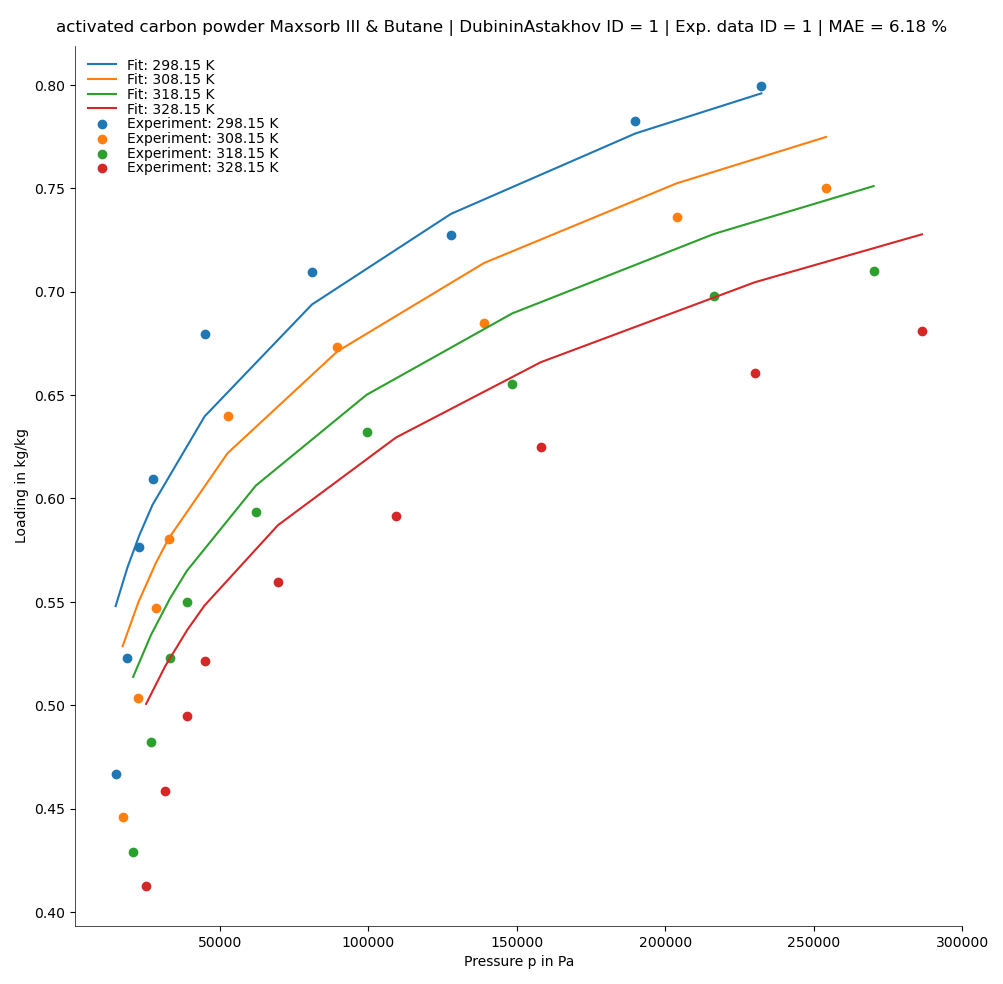 activated carbon powder Maxsorb III & Butane | DubininAstakhov ID = 1 | Exp. data ID = 1 | MAE = 6.18 %
Fit: 298.15 K
Fit: 308.15 K
Fit: 318.15 K
Fit: 328.15 K
Experiment: 298.15 K
Experiment: 308.15 K
Experiment: 318.15 K
Experiment: 328.15 K
0.80
0.75
0.70
0.65
0.60
0.55
0.50
0.45
0.40
Loading in kg/kg
50000 100000 150000 200000 250000 300000
Pressure p in Pa